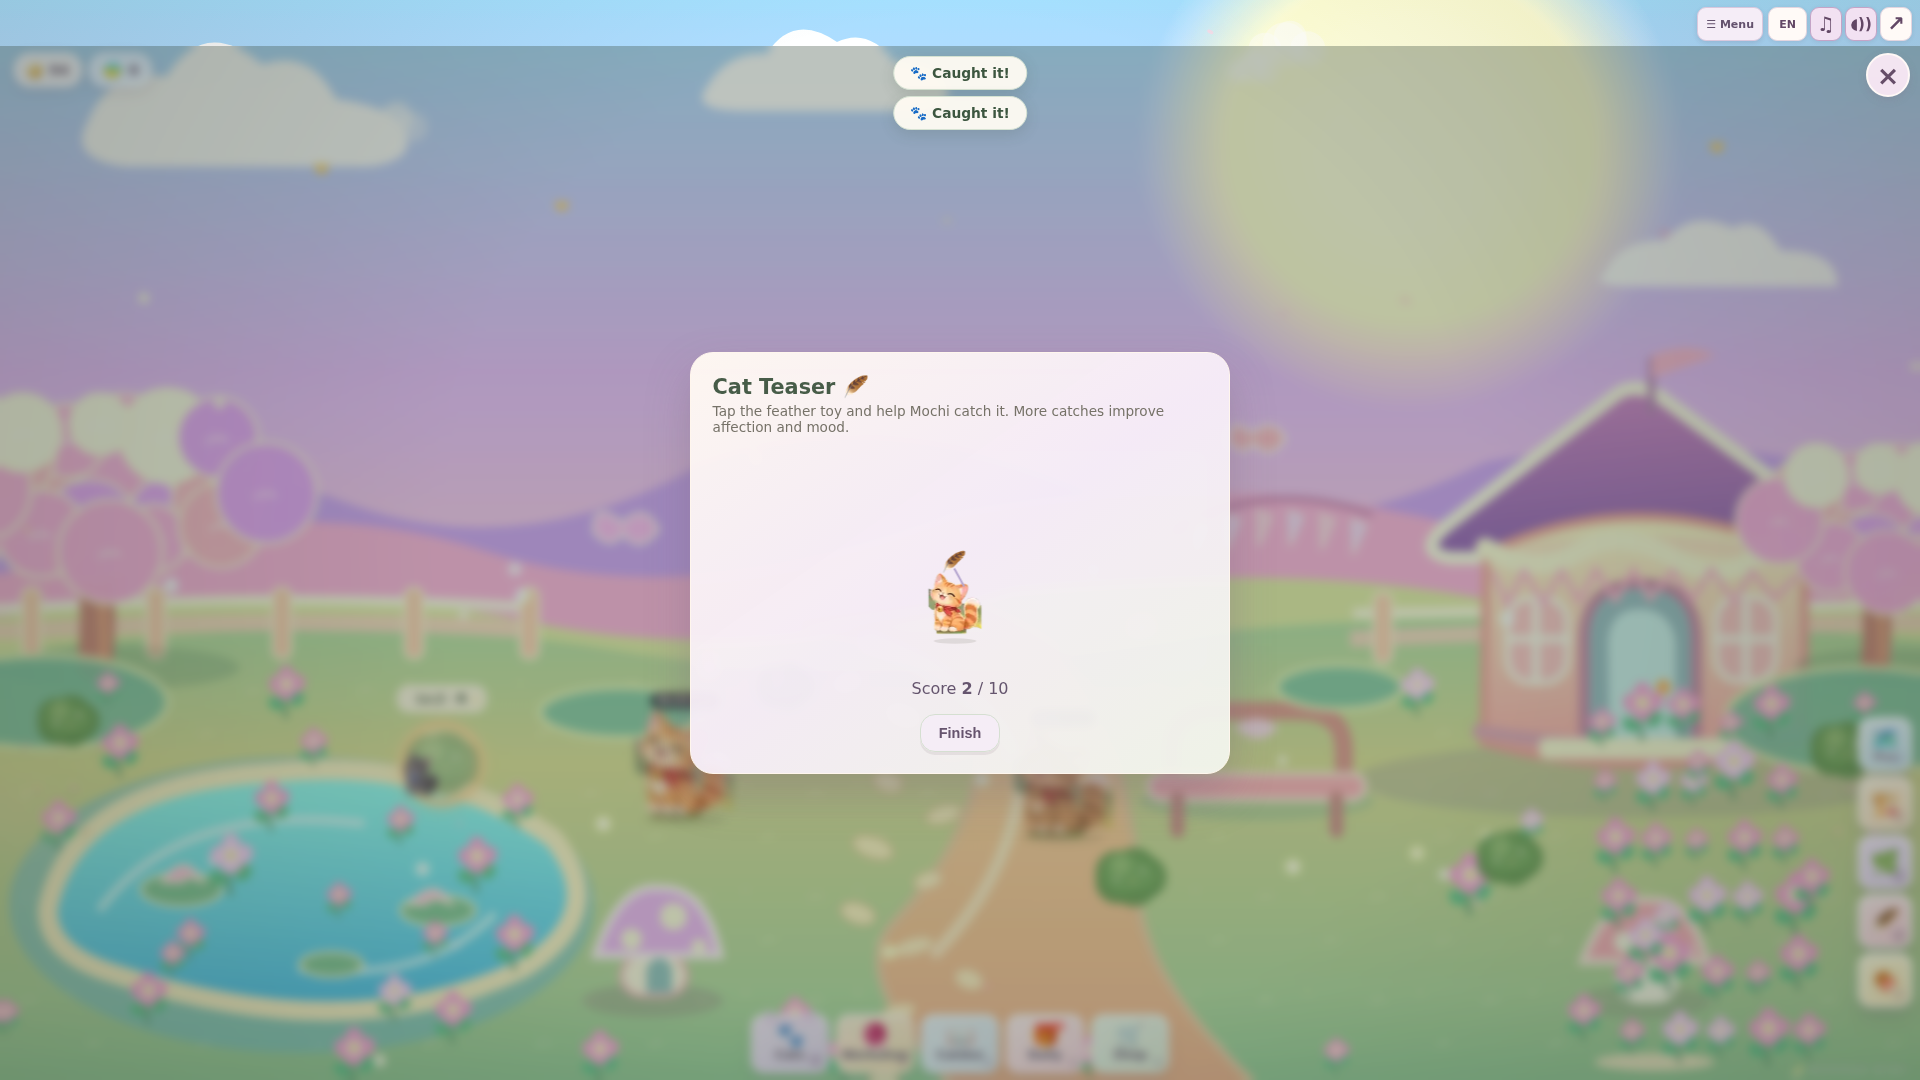 ☰ Menu
EN
🐾 Caught it!
🐾 Caught it!
Cat Teaser 🪶
Tap the feather toy and help Mochi catch it. More catches improve
affection and mood.
Score 2 / 10
Finish